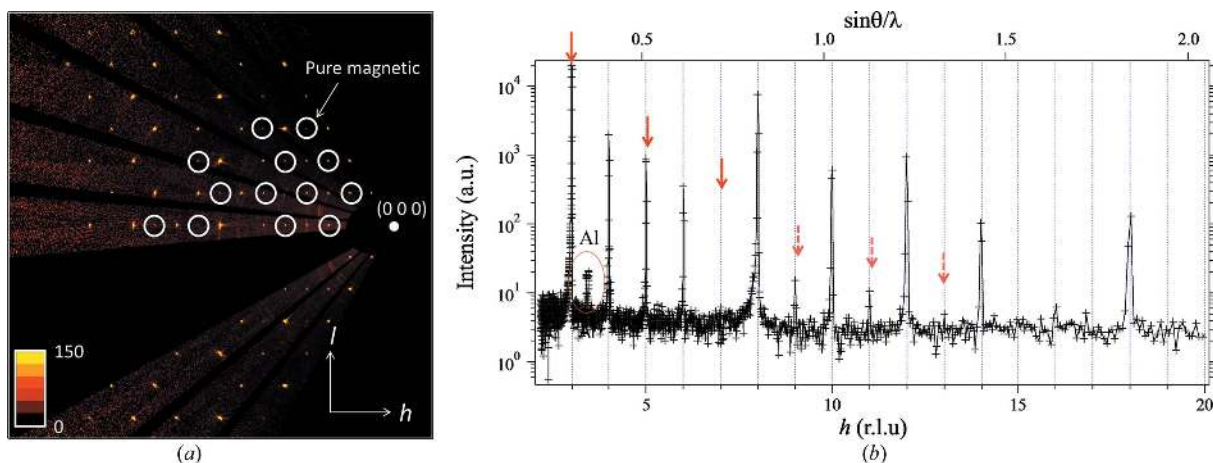 Pure magnetic
(0 0 0)
150
0
l
h
(a)
sinθ/λ
0.5
1.0
1.5
2.0
Intensity (a.u.)
10⁴
10³
10²
10¹
10⁰
Al
5
10
15
20
h (r.l.u)
(b)